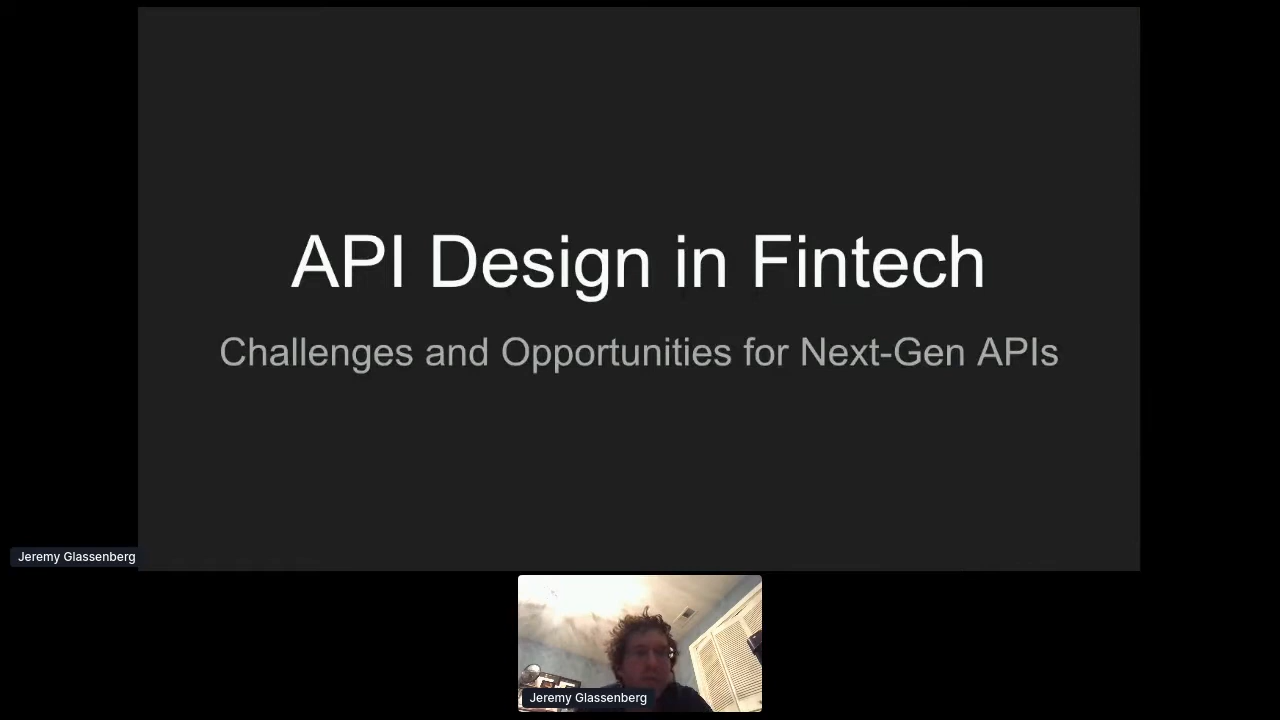 API Design in Fintech
Challenges and Opportunities for Next-Gen APIs
Jeremy Glassenberg
Jeremy Glassenberg